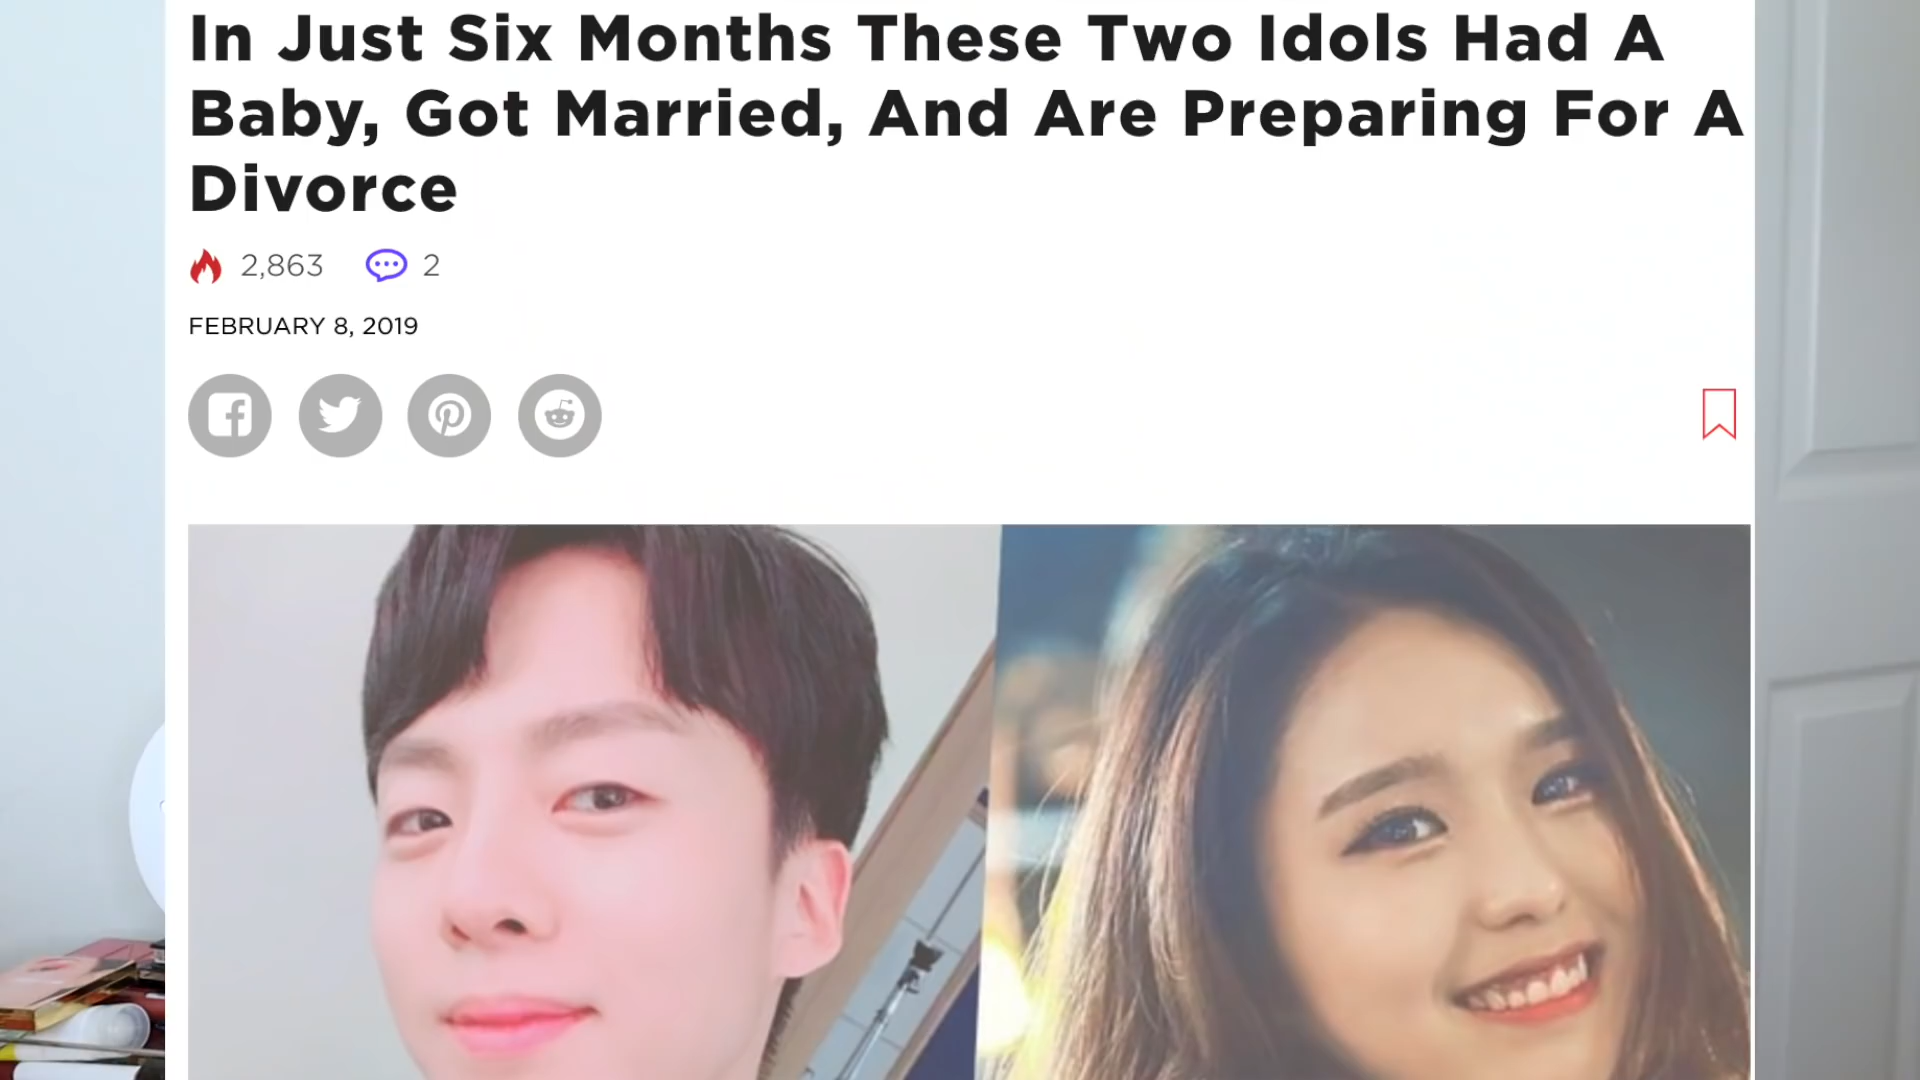 In Just Six Months These Two Idols Had A
Baby, Got Married, And Are Preparing For A
Divorce
2,863 2
FEBRUARY 8, 2019